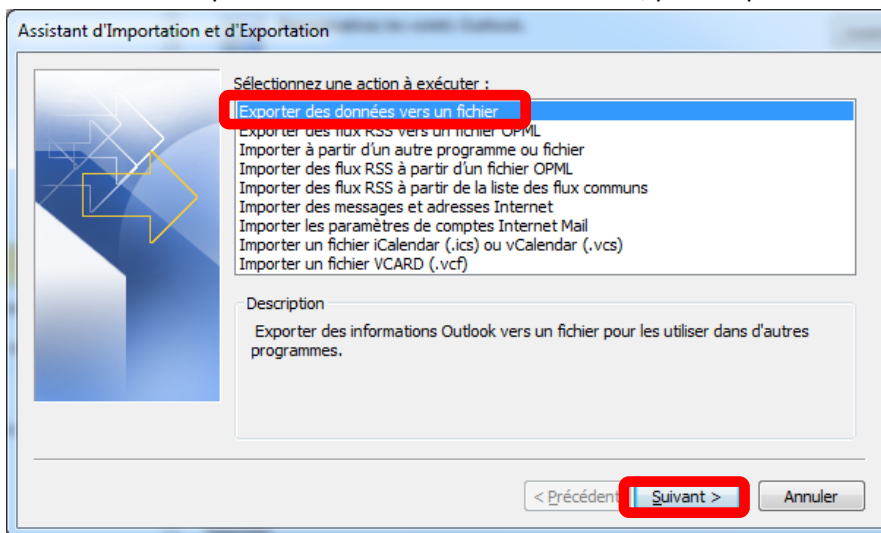 Assistant d'Importation et d'Exportation
Sélectionnez une action à exécuter :
Exporter des données vers un fichier
Exporter des flux RSS vers un fichier OPML
Importer à partir d'un autre programme ou fichier
Importer des flux RSS à partir d'un fichier OPML
Importer des flux RSS à partir de la liste des flux communs
Importer des messages et adresses Internet
Importer les paramètres de comptes Internet Mail
Importer un fichier iCalendar (.ics) ou vCalendar (.vcs)
Importer un fichier VCARD (.vcf)
Description
Exporter des informations Outlook vers un fichier pour les utiliser dans d'autres
programmes.
< Précédent
Suivant >
Annuler